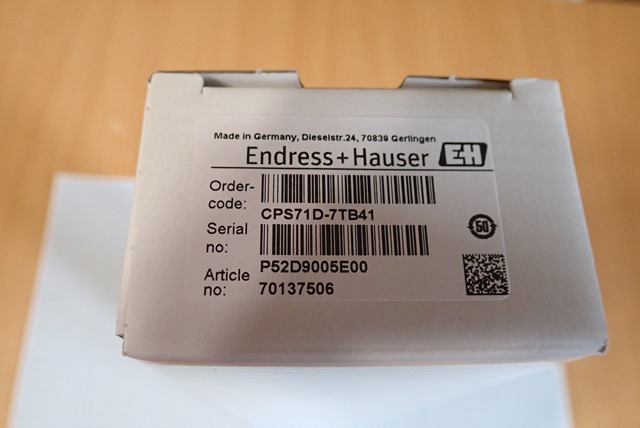 Made in Germany, Dieselstr.24, 70839 Gerlingen
Endress+Hauser EH
Order-
code:
CPS71D-7TB41
Serial
no:
P52D9005E00
Article
no:
70137506
50